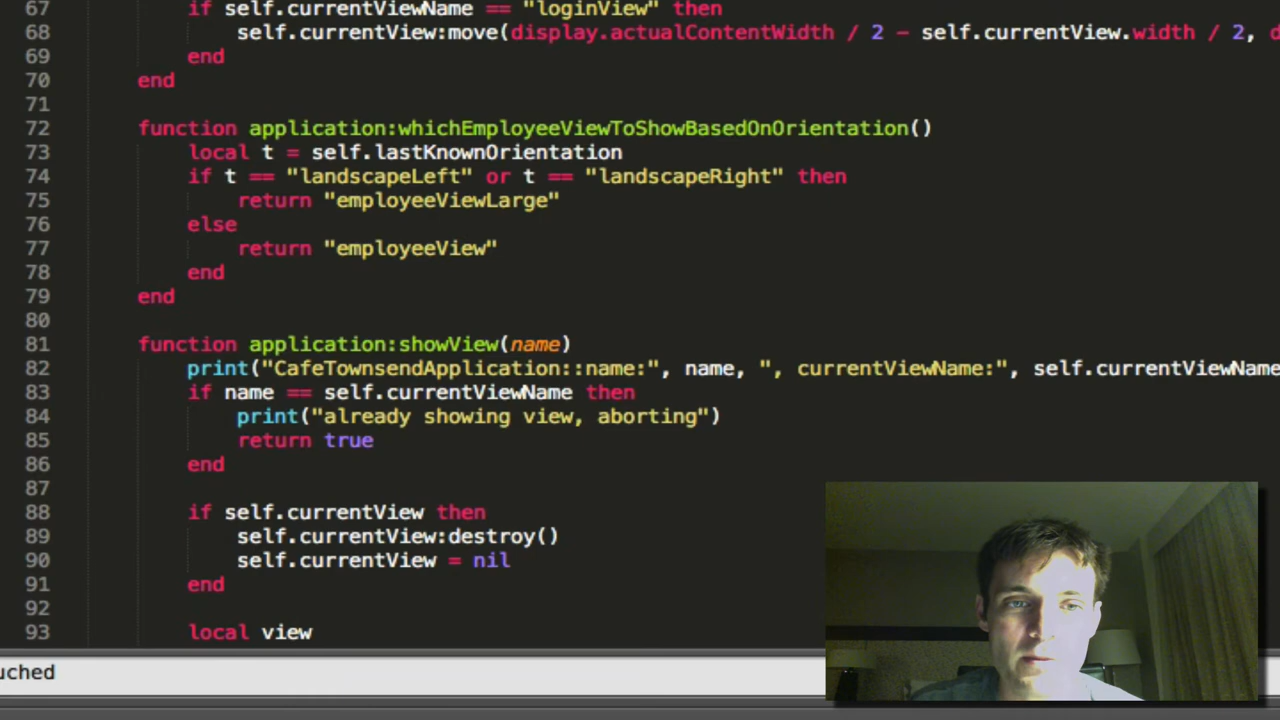 67 if self.currentViewName == "loginView" then
68 self.currentView:move(display.actualContentWidth / 2 - self.currentView.width / 2, d
69 end
70 end
71
72 function application:whichEmployeeViewToShowBasedOnOrientation()
73 local t = self.lastKnownOrientation
74 if t == "landscapeLeft" or t == "landscapeRight" then
75 return "employeeViewLarge"
76 else
77 return "employeeView"
78 end
79 end
80
81 function application:showView(name)
82 print("CafeTownsendApplication::name:", name, ", currentViewName:", self.currentViewName
83 if name == self.currentViewName then
84 print("already showing view, aborting")
85 return true
86 end
87
88 if self.currentView then
89 self.currentView:destroy()
90 self.currentView = nil
91 end
92
93 local view
uched